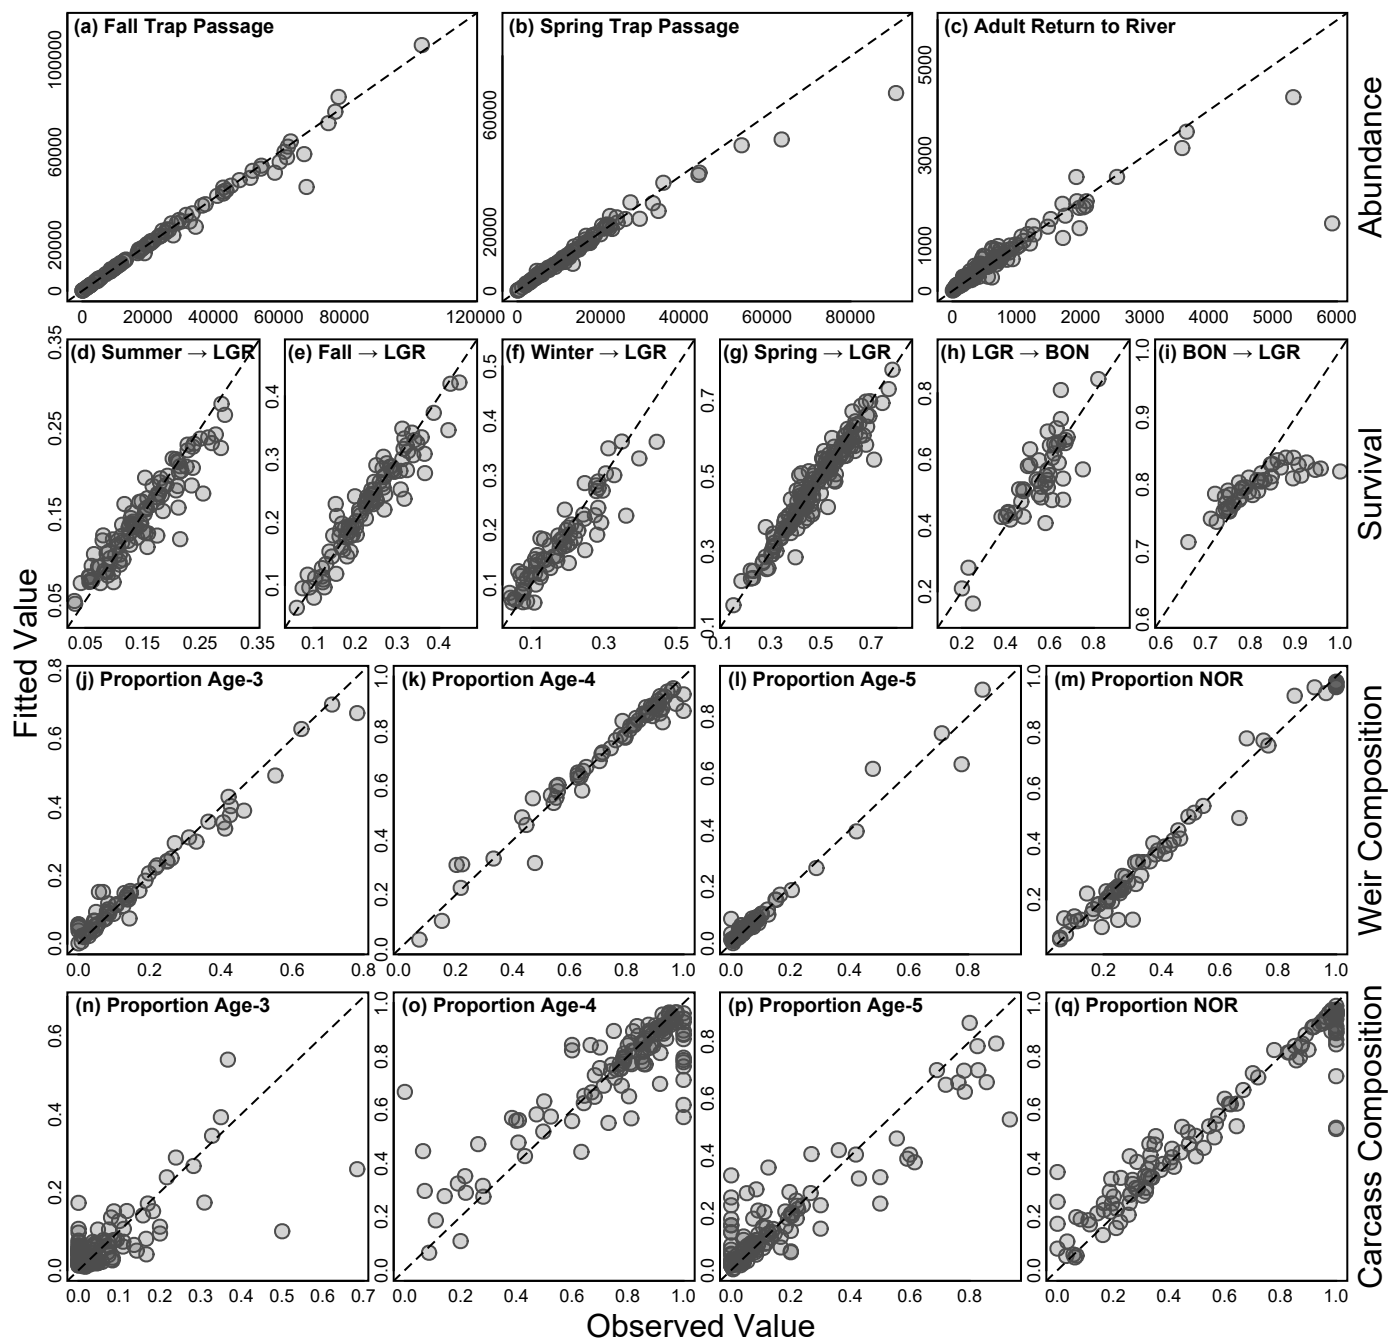 (a) Fall Trap Passage
(b) Spring Trap Passage
(c) Adult Return to River
Abundance
0 20000 60000 100000
0 20000 60000
0 1000 3000 5000
0 20000 40000 60000 80000 120000
0 20000 40000 60000 80000
0 1000 2000 3000 4000 5000 6000
(d) Summer → LGR
(e) Fall → LGR
(f) Winter → LGR
(g) Spring → LGR
(h) LGR → BON
(i) BON → LGR
Survival
0.05 0.15 0.25 0.35
0.1 0.2 0.3 0.4
0.1 0.2 0.3 0.4 0.5
0.1 0.3 0.5 0.7
0.2 0.4 0.6 0.8
0.6 0.7 0.8 0.9 1.0
0.05 0.15 0.25 0.35
0.1 0.2 0.3 0.4
0.1 0.3 0.5
0.1 0.3 0.5 0.7
0.2 0.4 0.6 0.8
0.6 0.7 0.8 0.9 1.0
Fitted Value
(j) Proportion Age-3
(k) Proportion Age-4
(l) Proportion Age-5
(m) Proportion NOR
Weir Composition
0.0 0.2 0.4 0.6 0.8
0.0 0.2 0.4 0.6 0.8 1.0
0.0 0.2 0.4 0.6 0.8
0.2 0.4 0.6 0.8 1.0
0.0 0.2 0.4 0.6 0.8
0.0 0.2 0.4 0.6 0.8 1.0
0.0 0.2 0.4 0.6 0.8
0.2 0.4 0.6 0.8 1.0
(n) Proportion Age-3
(o) Proportion Age-4
(p) Proportion Age-5
(q) Proportion NOR
Carcass Composition
0.0 0.2 0.4 0.6
0.0 0.2 0.4 0.6 0.8 1.0
0.0 0.2 0.4 0.6 0.8
0.0 0.2 0.4 0.6 0.8 1.0
0.0 0.1 0.2 0.3 0.4 0.5 0.6 0.7
0.0 0.2 0.4 0.6 0.8 1.0
0.0 0.2 0.4 0.6 0.8
0.0 0.2 0.4 0.6 0.8 1.0
Observed Value